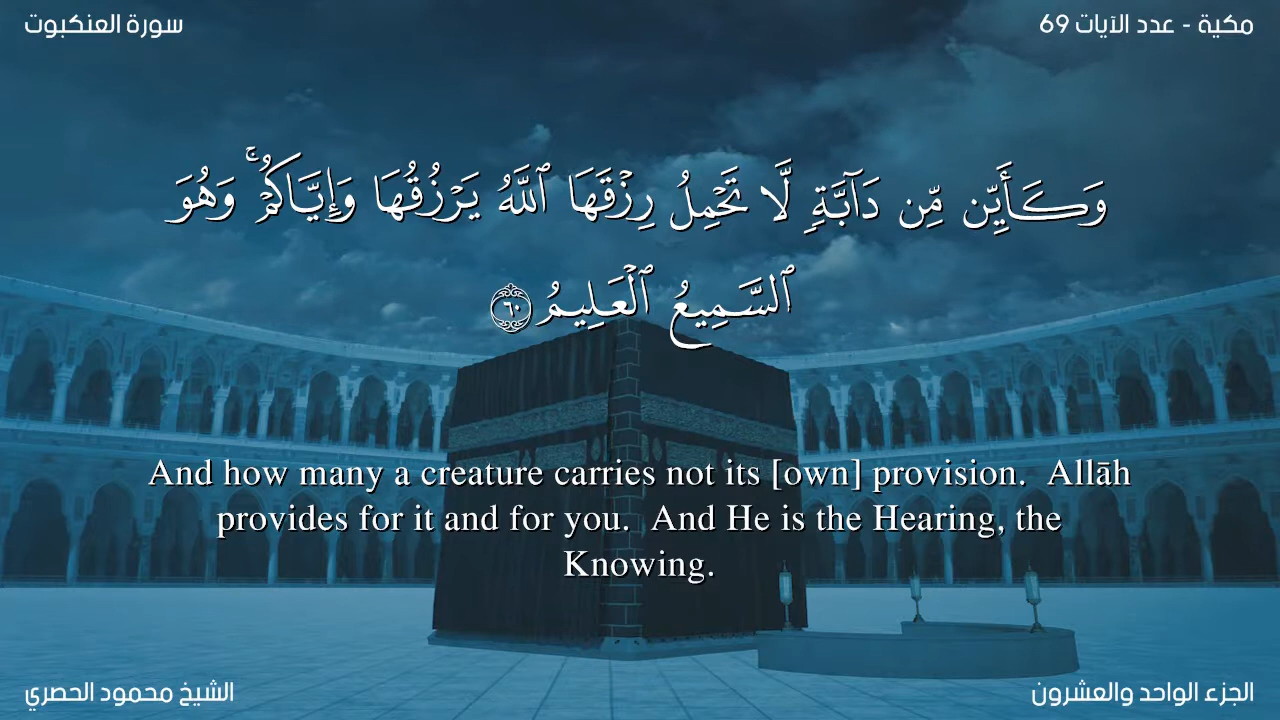 مكية - عدد الآيات 69
سورة العنكبوت
وَكَأَيِّن مِّن دَآبَّةٍ لَّا تَحْمِلُ رِزْقَهَا ٱللَّهُ يَرْزُقُهَا وَإِيَّاكُمْ ۚ وَهُوَ
ٱلسَّمِيعُ ٱلْعَلِيمُ ٦٠
And how many a creature carries not its [own] provision. Allāh
provides for it and for you. And He is the Hearing, the
Knowing.
الجزء الواحد والعشرون
الشيخ محمود الحصري